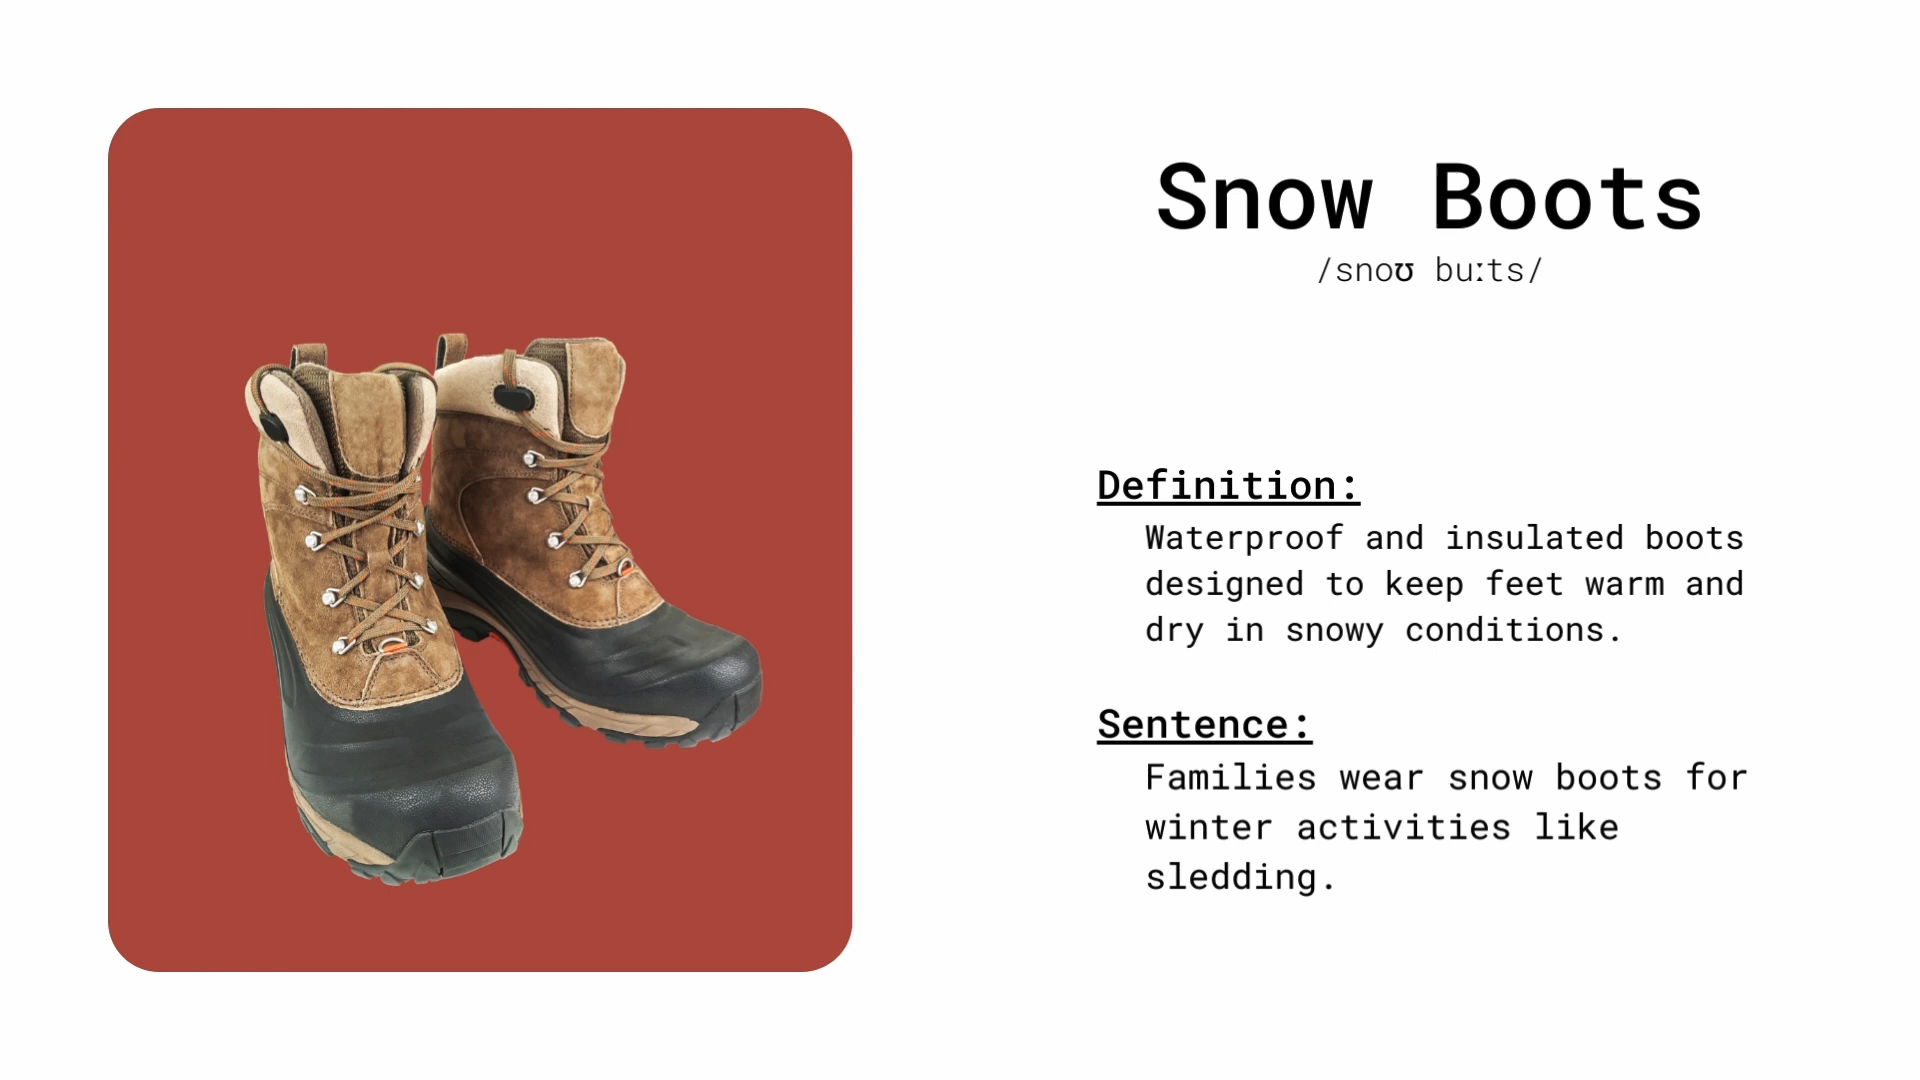 Snow Boots
/snoʊ buːts/
Definition:
Waterproof and insulated boots
designed to keep feet warm and
dry in snowy conditions.
Sentence:
Families wear snow boots for
winter activities like
sledding.